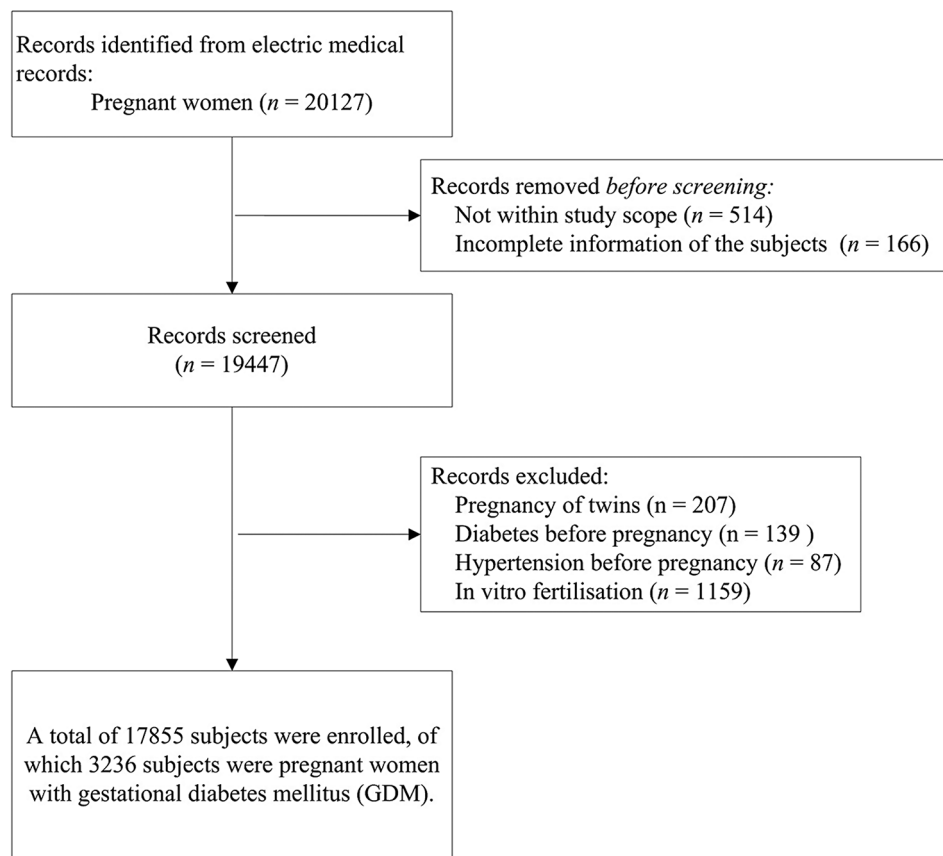 Records identified from electric medical
records:
Pregnant women (n = 20127)
Records removed before screening:
Not within study scope (n = 514)
Incomplete information of the subjects (n = 166)
Records screened
(n = 19447)
Records excluded:
Pregnancy of twins (n = 207)
Diabetes before pregnancy (n = 139 )
Hypertension before pregnancy (n = 87)
In vitro fertilisation (n = 1159)
A total of 17855 subjects were enrolled, of
which 3236 subjects were pregnant women
with gestational diabetes mellitus (GDM).